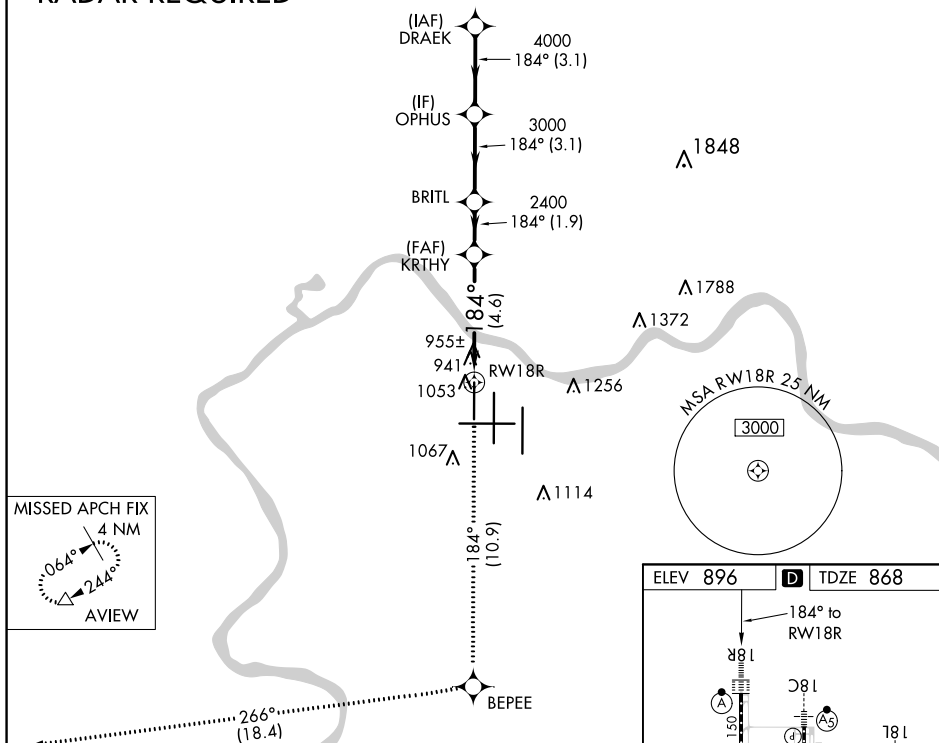 RADAR REQUIRED
(IAF)
DRAEK
4000
184° (3.1)
(IF)
OPHUS
3000
184° (3.1)
1848
BRITL
2400
184° (1.9)
(FAF)
KRTHY
184°
(4.6)
1788
1372
955±
941
RW18R
1053
1256
MSA RW18R 25 NM
3000
1067
1114
MISSED APCH FIX
4 NM
064°
244°
AVIEW
184°
(10.9)
ELEV 896
D
TDZE 868
184° to
RW18R
18R
18C
A
A5
150
P
18L
BEPEE
266°
(18.4)